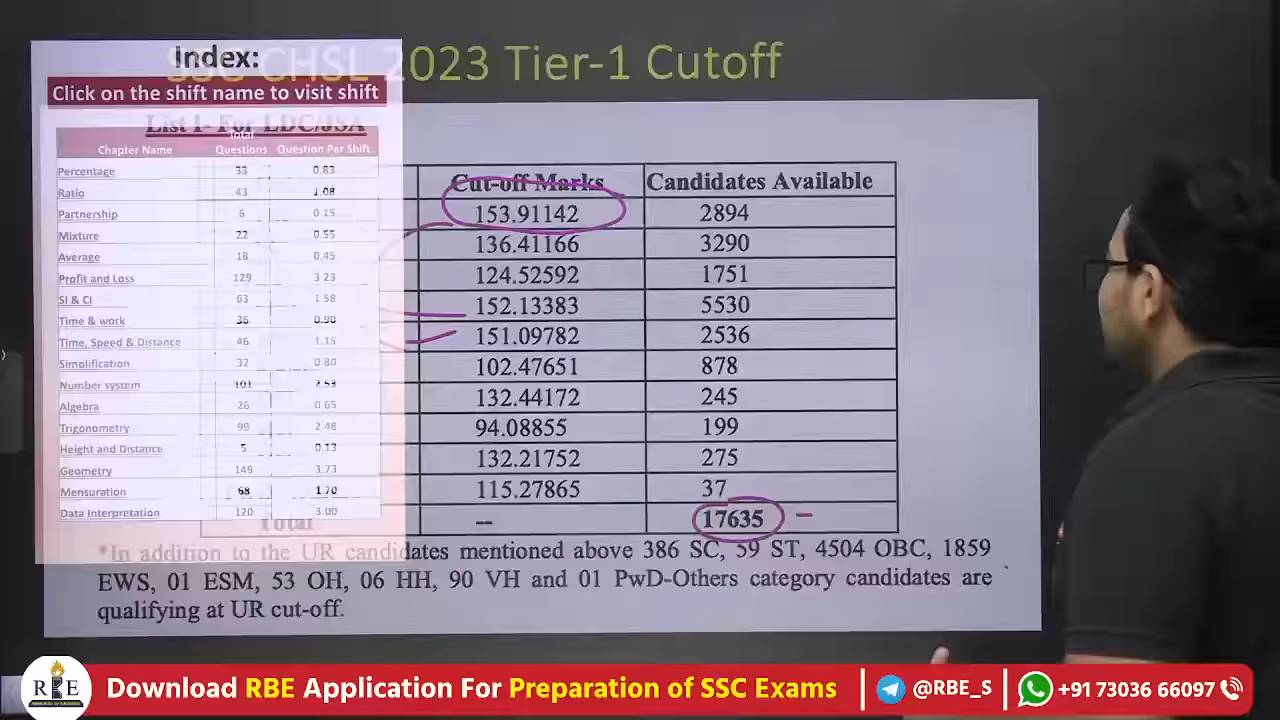 SSC CHSL 2023 Tier-1 Cutoff
Index:
Click on the shift name to visit shift
List I- For LDC/JSA
Chapter Name Total Questions Question Per Shift
Percentage 33 0.83
Ratio 43 1.08
Partnership 6 0.15
Mixture 22 0.55
Average 18 0.45
Profit and Loss 129 3.23
SI & CI 63 1.58
Time & work 36 0.90
Time, Speed & Distance 46 1.15
Simplification 32 0.80
Number system 101 2.53
Algebra 26 0.65
Trigonometry 99 2.48
Height and Distance 5 0.13
Geometry 149 3.73
Mensuration 68 1.70
Data Interpretation 120 3.00
Cut-off Marks Candidates Available
153.91142 2894
136.41166 3290
124.52592 1751
152.13383 5530
151.09782 2536
102.47651 878
132.44172 245
94.08855 199
132.21752 275
115.27865 37
Total -- 17635
*In addition to the UR candidates mentioned above 386 SC, 59 ST, 4504 OBC, 1859
EWS, 01 ESM, 53 OH, 06 HH, 90 VH and 01 PwD-Others category candidates are
qualifying at UR cut-off.
RBE
Download RBE Application For Preparation of SSC Exams
@RBE_S
+91 73036 66097